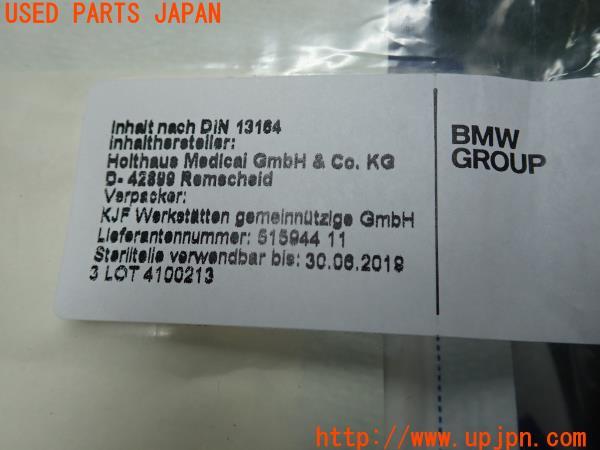 USED PARTS JAPAN
Inhalt nach DIN 13164
Inhalthersteller:
Holthaus Medical GmbH & Co. KG
D- 42899 Remscheid
Verpacker:
KJF Werkstätten gemeinnützige GmbH
Lieferantennummer: 515944 11
Sterilteile verwendbar bis: 30.06.2018
3 LOT 4100213
BMW
GROUP
http://www.upjpn.com/